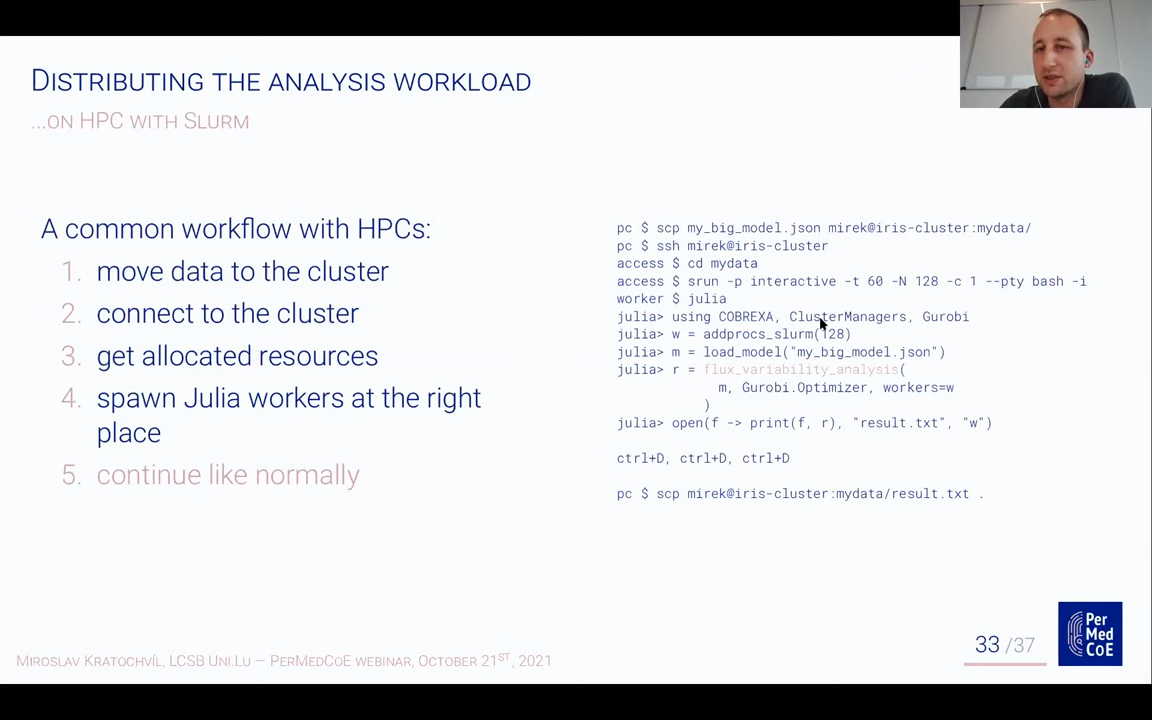 Distributing the analysis workload
...on HPC with Slurm
A common workflow with HPCs:
1. move data to the cluster
2. connect to the cluster
3. get allocated resources
4. spawn Julia workers at the right
place
5. continue like normally
pc $ scp my_big_model.json mirek@iris-cluster:mydata/
pc $ ssh mirek@iris-cluster
access $ cd mydata
access $ srun -p interactive -t 60 -N 128 -c 1 --pty bash -i
worker $ julia
julia> using COBREXA, ClusterManagers, Gurobi
julia> w = addprocs_slurm(128)
julia> m = load_model("my_big_model.json")
julia> r = flux_variability_analysis(
m, Gurobi.Optimizer, workers=w
)
julia> open(f -> print(f, r), "result.txt", "w")
ctrl+D, ctrl+D, ctrl+D
pc $ scp mirek@iris-cluster:mydata/result.txt .
Miroslav Kratochvíl, LCSB Uni.Lu — PerMedCoE webinar, October 21st, 2021
33 /37
Per
Med
CoE